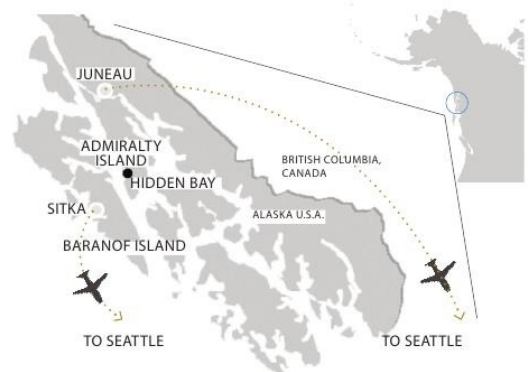 JUNEAU
ADMIRALTY
ISLAND
HIDDEN BAY
BRITISH COLUMBIA,
CANADA
SITKA
ALASKA U.S.A.
BARANOF ISLAND
TO SEATTLE
TO SEATTLE